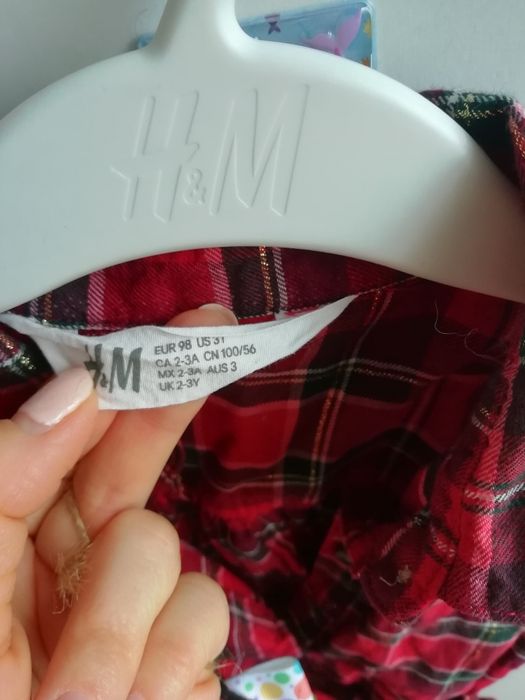 H&M
H&M
EUR 98 US 3T
CA 2-3A CN 100/56
MX 2-3A AUS 3
UK 2-3Y